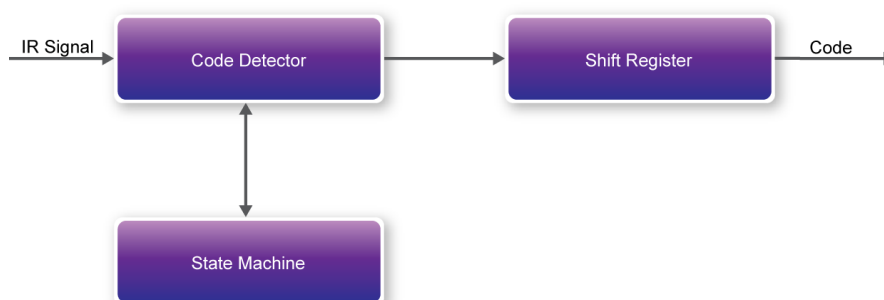 IR Signal
Code Detector
Shift Register
Code
State Machine